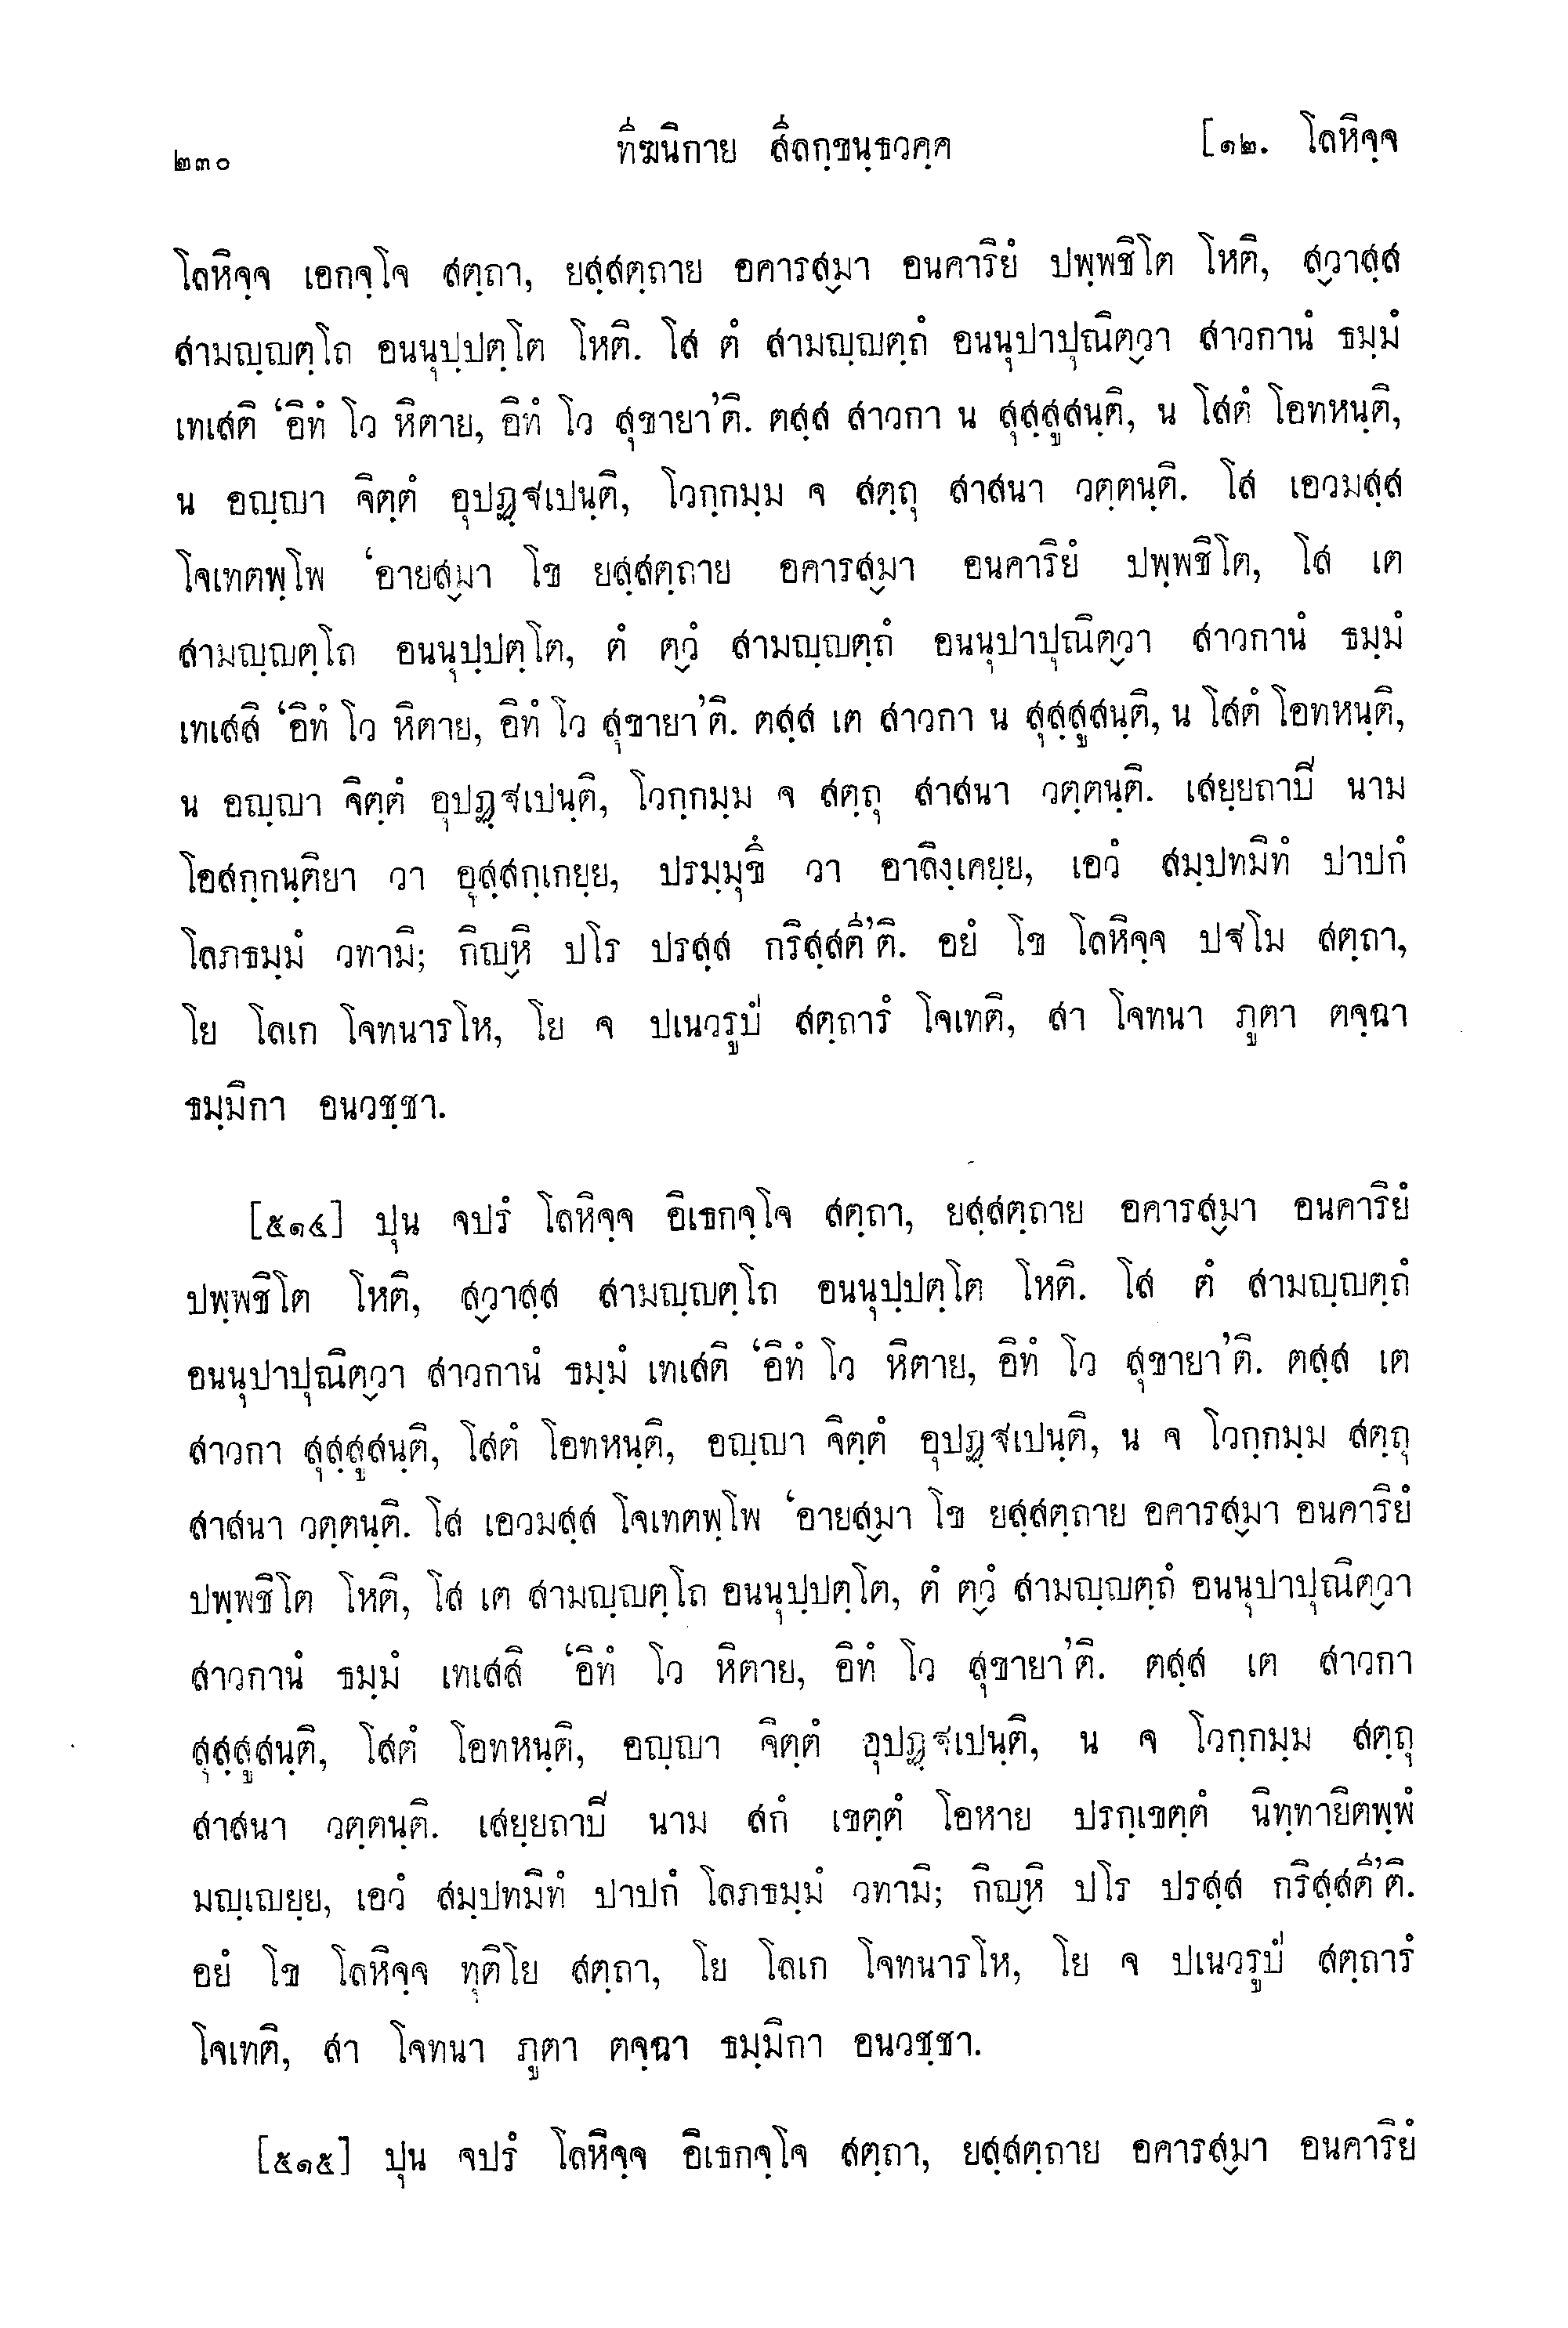 ๒๓๐ ทีฆนิกาย สีลกฺขนฺธวคฺค [๑๒. โลหิจฺจ
โลหิจฺจ เอกจฺโจ สตฺถา, ยสฺสตฺถาย อคารสฺมา อนคาริยํ ปพฺพชิโต โหติ, สฺวาสฺส
สามญฺญตฺโถ อนนุปฺปตฺโต โหติ. โส ตํ สามญฺญตฺถํ อนนุปาปุณิตฺวา สาวกานํ ธมฺมํ
เทเสติ ‘อิทํ โว หิตาย, อิทํ โว สุขายา’ติ. ตสฺส สาวกา น สุสฺสูสนฺติ, น โสตํ โอทหนฺติ,
น อญฺญา จิตฺตํ อุปฏฺฐเปนฺติ, โวกฺกมฺม จ สตฺถุ สาสนา วตฺตนฺติ. โส เอวมสฺส
โจเทตพฺโพ ‘อายสฺมา โข ยสฺสตฺถาย อคารสฺมา อนคาริยํ ปพฺพชิโต, โส เต
สามญฺญตฺโถ อนนุปฺปตฺโต, ตํ ตฺวํ สามญฺญตฺถํ อนนุปาปุณิตฺวา สาวกานํ ธมฺมํ
เทเสสิ ‘อิทํ โว หิตาย, อิทํ โว สุขายา’ติ. ตสฺส เต สาวกา น สุสฺสูสนฺติ, น โสตํ โอทหนฺติ,
น อญฺญา จิตฺตํ อุปฏฺฐเปนฺติ, โวกฺกมฺม จ สตฺถุ สาสนา วตฺตนฺติ. เสยฺยถาปี นาม
โอสกฺกนฺติยา วา อุสฺสกฺเกยฺย, ปรมฺมุขึ วา อาลิงฺเคยฺย, เอวํ สมฺปทมิทํ ปาปกํ
โลภธมฺมํ วทามิ; กิญฺหิ ปโร ปรสฺส กริสฺสตี’ติ. อยํ โข โลหิจฺจ ปฐโม สตฺถา,
โย โลเก โจทนารโห, โย จ ปเนวรูปํ สตฺถารํ โจเทติ, สา โจทนา ภูตา ตจฺฉา
ธมฺมิกา อนวชฺชา.
[๕๑๔] ปุน จปรํ โลหิจฺจ อิเธกจฺโจ สตฺถา, ยสฺสตฺถาย อคารสฺมา อนคาริยํ
ปพฺพชิโต โหติ, สฺวาสฺส สามญฺญตฺโถ อนนุปฺปตฺโต โหติ. โส ตํ สามญฺญตฺถํ
อนนุปาปุณิตฺวา สาวกานํ ธมฺมํ เทเสติ ‘อิทํ โว หิตาย, อิทํ โว สุขายา’ติ. ตสฺส เต
สาวกา สุสฺสูสนฺติ, โสตํ โอทหนฺติ, อญฺญา จิตฺตํ อุปฏฺฐเปนฺติ, น จ โวกฺกมฺม สตฺถุ
สาสนา วตฺตนฺติ. โส เอวมสฺส โจเทตพฺโพ ‘อายสฺมา โข ยสฺสตฺถาย อคารสฺมา อนคาริยํ
ปพฺพชิโต โหติ, โส เต สามญฺญตฺโถ อนนุปฺปตฺโต, ตํ ตฺวํ สามญฺญตฺถํ อนนุปาปุณิตฺวา
สาวกานํ ธมฺมํ เทเสสิ ‘อิทํ โว หิตาย, อิทํ โว สุขายา’ติ. ตสฺส เต สาวกา
สุสฺสูสนฺติ, โสตํ โอทหนฺติ, อญฺญา จิตฺตํ อุปฏฺฐเปนฺติ, น จ โวกฺกมฺม สตฺถุ
สาสนา วตฺตนฺติ. เสยฺยถาปี นาม สกํ เขตฺตํ โอหาย ปรกฺเขตฺตํ นิทฺทายิตพฺพํ
มญฺเญยฺย, เอวํ สมฺปทมิทํ ปาปกํ โลภธมฺมํ วทามิ; กิญฺหิ ปโร ปรสฺส กริสฺสตี’ติ.
อยํ โข โลหิจฺจ ทุติโย สตฺถา, โย โลเก โจทนารโห, โย จ ปเนวรูปํ สตฺถารํ
โจเทติ, สา โจทนา ภูตา ตจฺฉา ธมฺมิกา อนวชฺชา.
[๕๑๕] ปุน จปรํ โลหิจฺจ อิเธกจฺโจ สตฺถา, ยสฺสตฺถาย อคารสฺมา อนคาริยํ